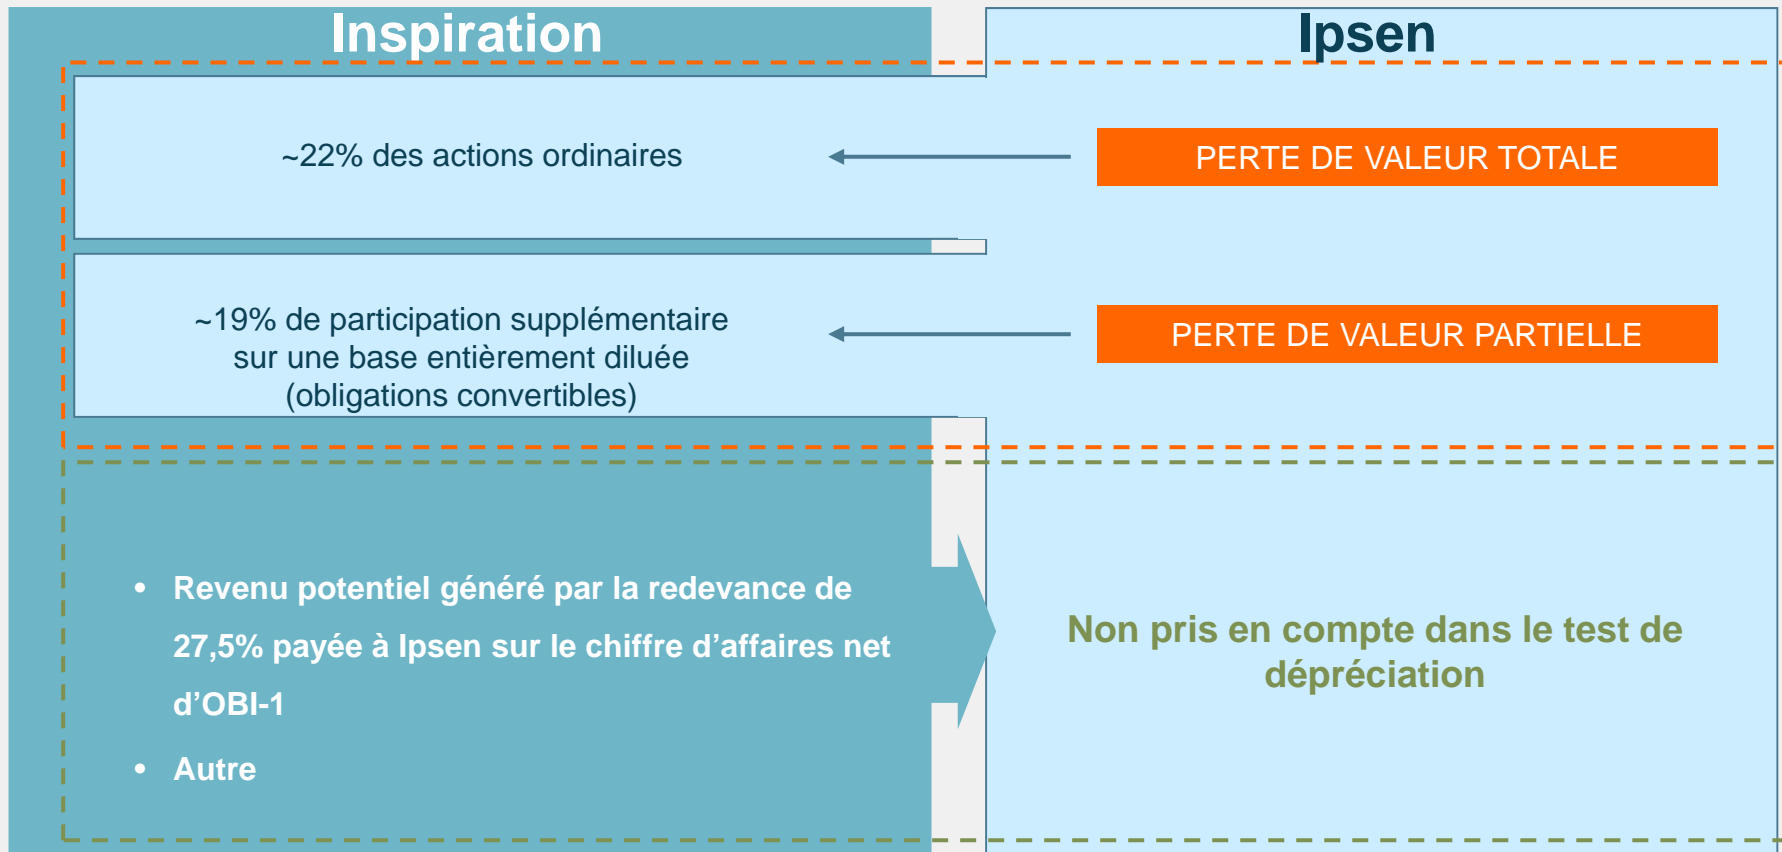 Inspiration
Ipsen
~22% des actions ordinaires
PERTE DE VALEUR TOTALE
~19% de participation supplémentaire
sur une base entièrement diluée
(obligations convertibles)
PERTE DE VALEUR PARTIELLE
• Revenu potentiel généré par la redevance de
27,5% payée à Ipsen sur le chiffre d’affaires net
d’OBI-1
• Autre
Non pris en compte dans le test de
dépréciation